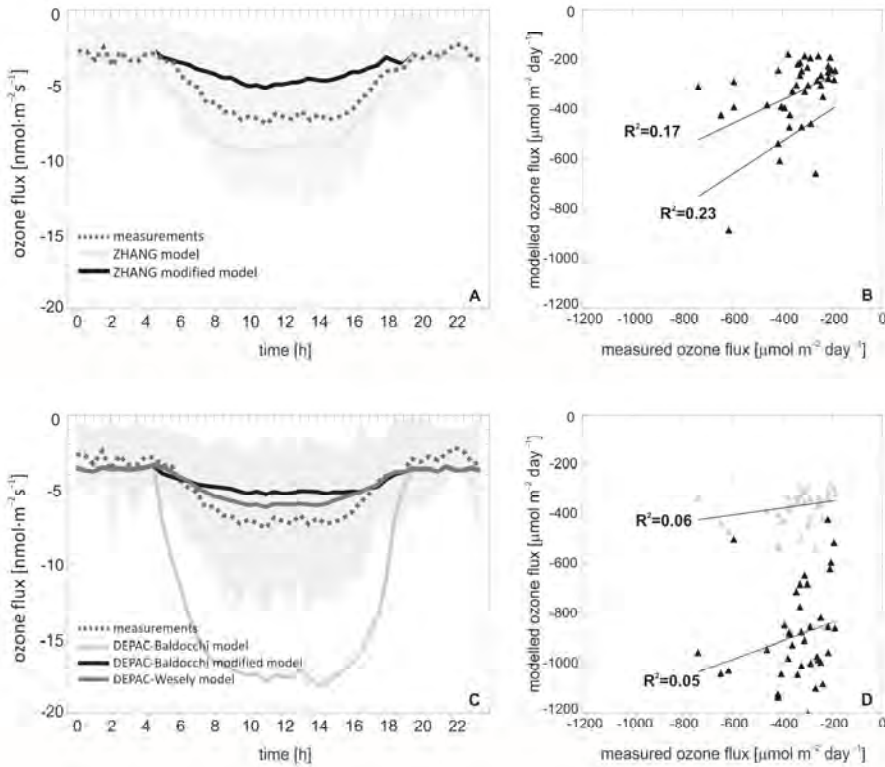 0
-5
-10
-15
-20
ozone flux [nmol·m⁻²s⁻¹]
measurements
ZHANG model
ZHANG modified model
A
0 2 4 6 8 10 12 14 16 18 20 22
time [h]
0
-200
-400
-600
-800
-1000
-1200
modelled ozone flux [μmol m⁻² day⁻¹]
R²=0.17
R²=0.23
B
-1200 -1000 -800 -600 -400 -200 0
measured ozone flux [μmol m⁻² day⁻¹]
0
-5
-10
-15
-20
ozone flux [nmol·m⁻²s⁻¹]
measurements
DEPAC-Baldocchi model
DEPAC-Baldocchi modified model
DEPAC-Wesely model
C
0 2 4 6 8 10 12 14 16 18 20 22
time [h]
0
-200
-400
-600
-800
-1000
-1200
modelled ozone flux [μmol m⁻² day⁻¹]
R²=0.06
R²=0.05
D
-1200 -1000 -800 -600 -400 -200 0
measured ozone flux [μmol m⁻² day⁻¹]